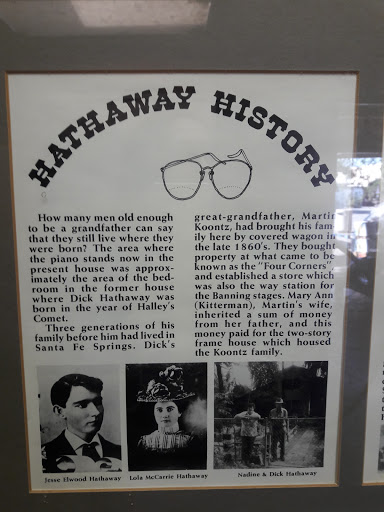 HATHAWAY HISTORY
How many men old enough
to be a grandfather can say
that they still live where they
were born? The area where
the piano stands now in the
present house was approx-
imately the area of the bed-
room in the former house
where Dick Hathaway was
born in the year of Halley's
Comet.
Three generations of his
family before him had lived in
Santa Fe Springs. Dick's
great-grandfather, Martin
Koontz, had brought his fam-
ily here by covered wagon in
the late 1860's. They bought
property at what came to be
known as the "Four Corners",
and established a store which
was also the way station for
the Banning stages. Mary Ann
(Kitterman), Martin's wife,
inherited a sum of money
from her father, and this
money paid for the two-story
frame house which housed
the Koontz family.
Jesse Elwood Hathaway
Lola McCarrie Hathaway
Nadine & Dick Hathaway